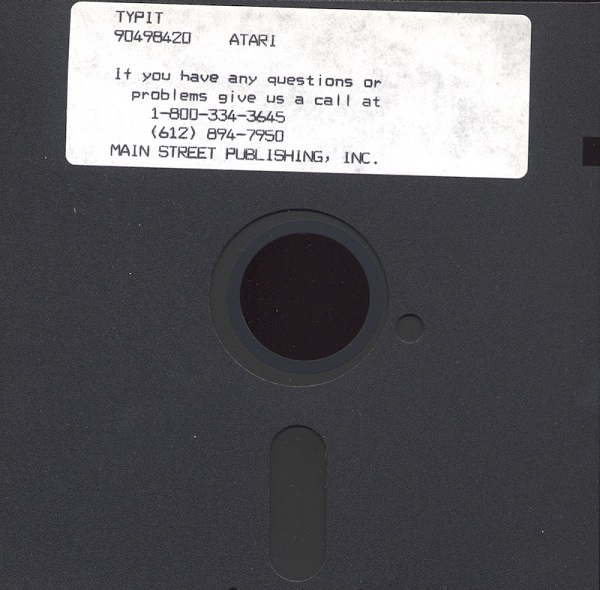 TYPIT
90498420 ATARI
If you have any questions or
problems give us a call at
1-800-334-3645
(612) 894-7950
MAIN STREET PUBLISHING, INC.